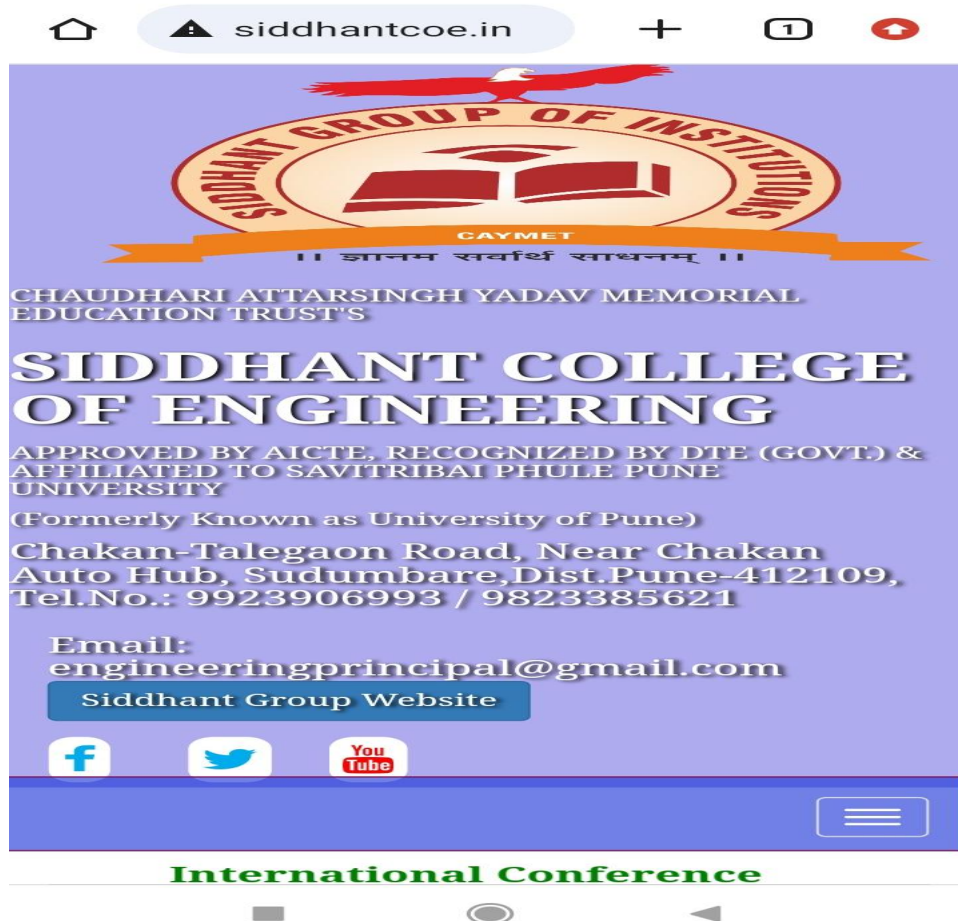 siddhantcoe.in
1
SIDDHANT GROUP OF INSTITUTIONS
CAYMET
।। ज्ञानम सर्वार्थ साधनम् ।।
CHAUDHARI ATTARSINGH YADAV MEMORIAL
EDUCATION TRUST'S
SIDDHANT COLLEGE
OF ENGINEERING
APPROVED BY AICTE, RECOGNIZED BY DTE (GOVT.) &
AFFILIATED TO SAVITRIBAI PHULE PUNE
UNIVERSITY
(Formerly Known as University of Pune)
Chakan-Talegaon Road, Near Chakan
Auto Hub, Sudumbare,Dist.Pune-412109,
Tel.No.: 9923906993 / 9823385621
Email:
engineeringprincipal@gmail.com
Siddhant Group Website
You
Tube
International Conference